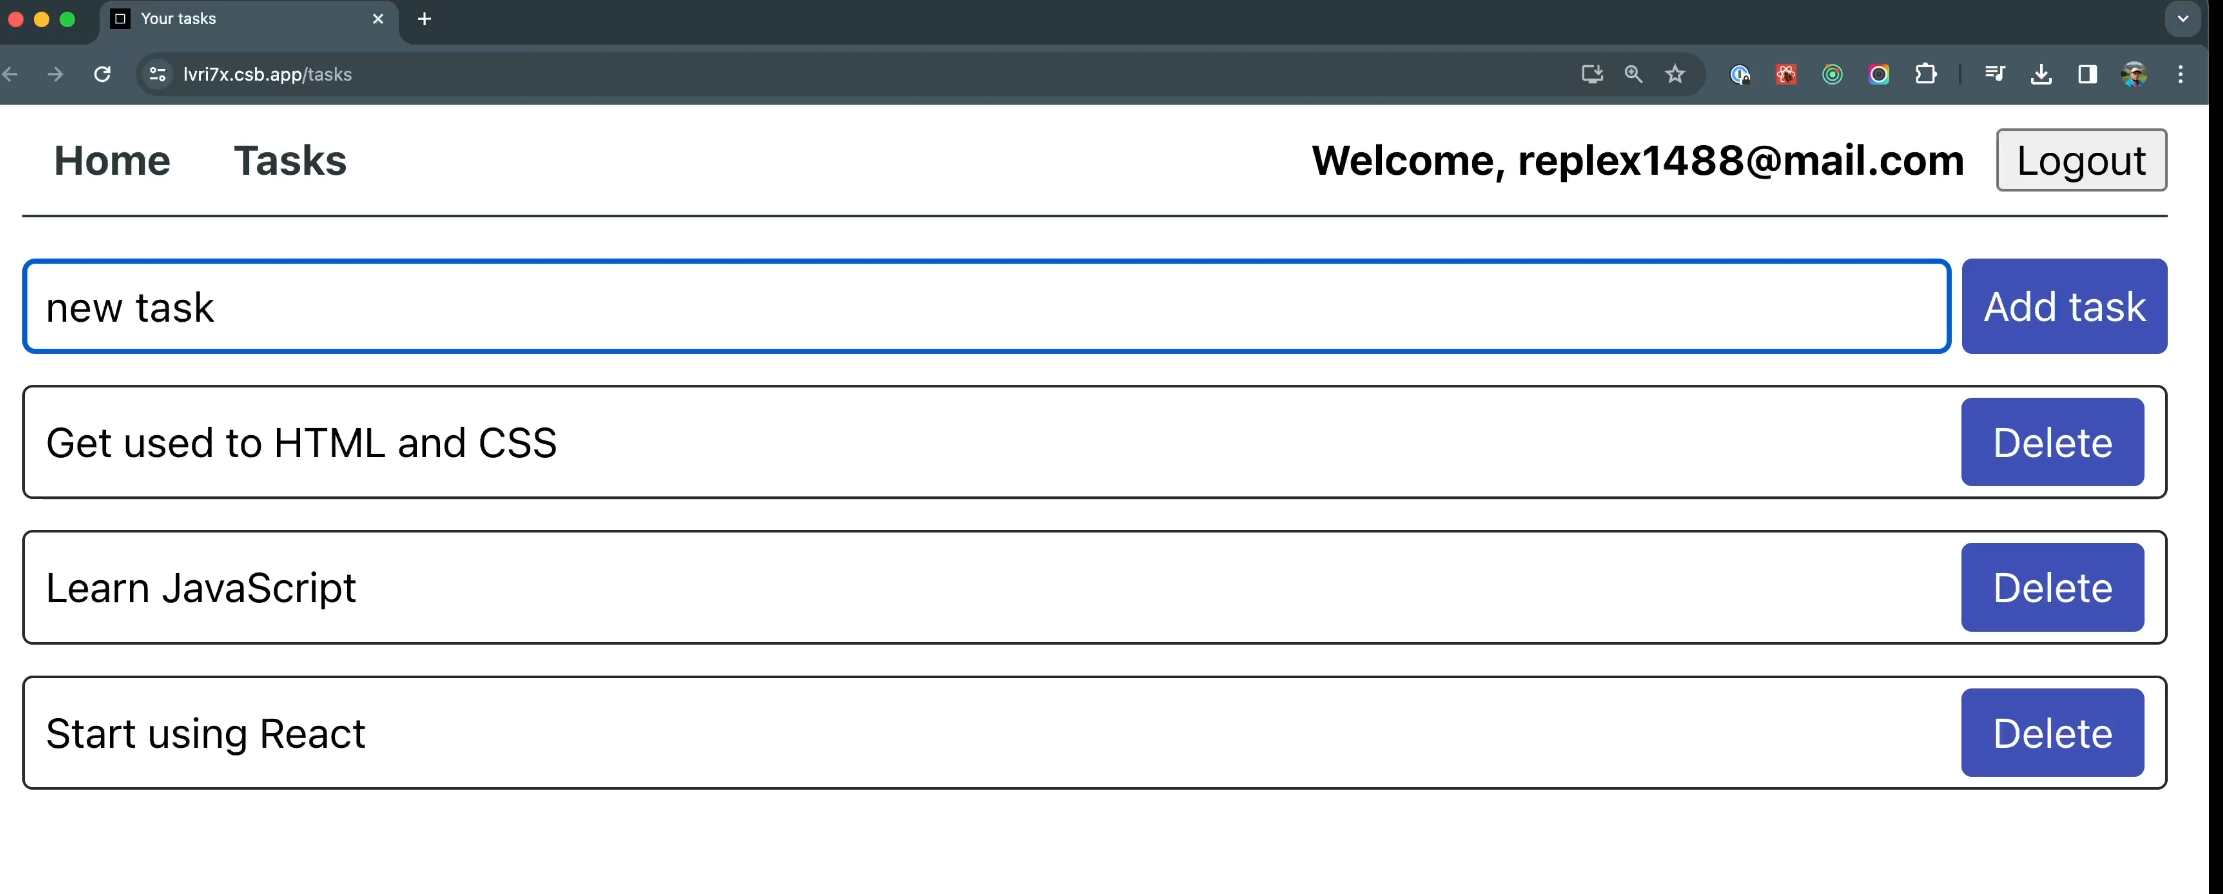 Your tasks
lvri7x.csb.app/tasks
Home Tasks Welcome, replex1488@mail.com Logout
new task Add task
Get used to HTML and CSS Delete
Learn JavaScript Delete
Start using React Delete